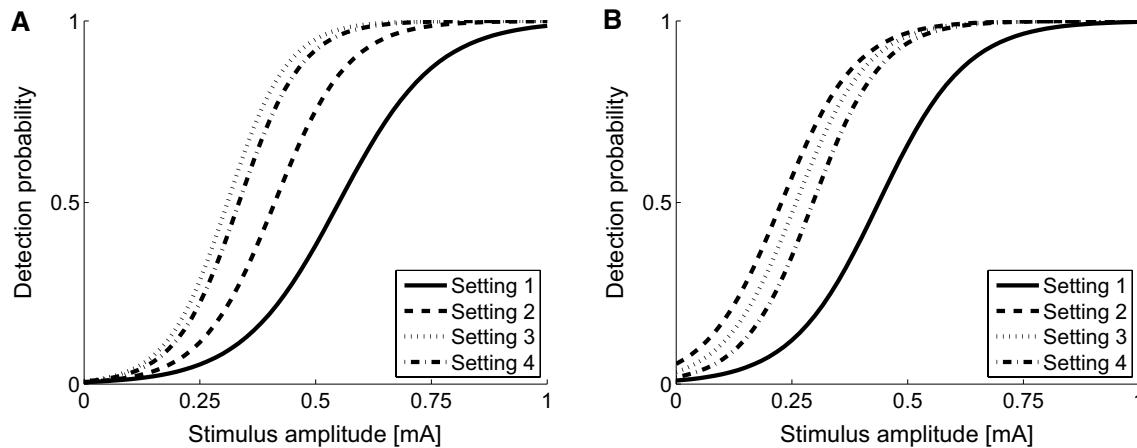 A
Detection probability
1
0.5
0
0
0.25
0.5
0.75
1
Stimulus amplitude [mA]
Setting 1
Setting 2
Setting 3
Setting 4
B
Detection probability
1
0.5
0
0
0.25
0.5
0.75
1
Stimulus amplitude [mA]
Setting 1
Setting 2
Setting 3
Setting 4